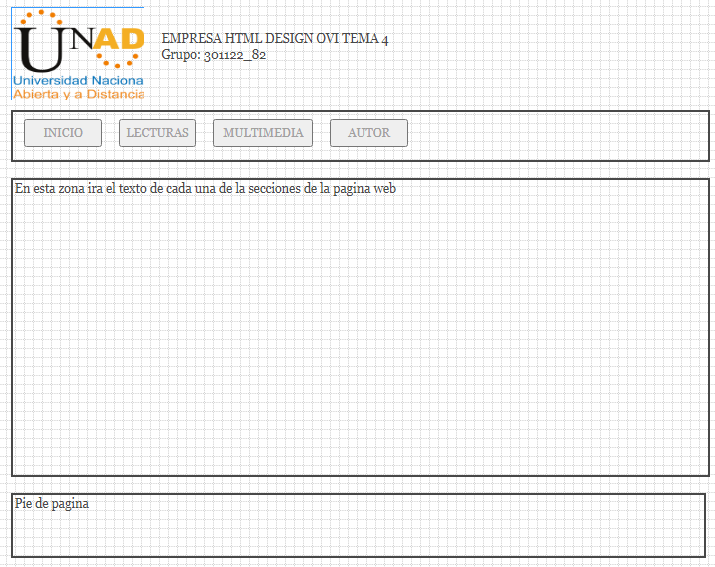 UNAD
Universidad Naciona
Abierta y a Distancia
EMPRESA HTML DESIGN OVI TEMA 4
Grupo: 301122_82
INICIO
LECTURAS
MULTIMEDIA
AUTOR
En esta zona ira el texto de cada una de la secciones de la pagina web
Pie de pagina